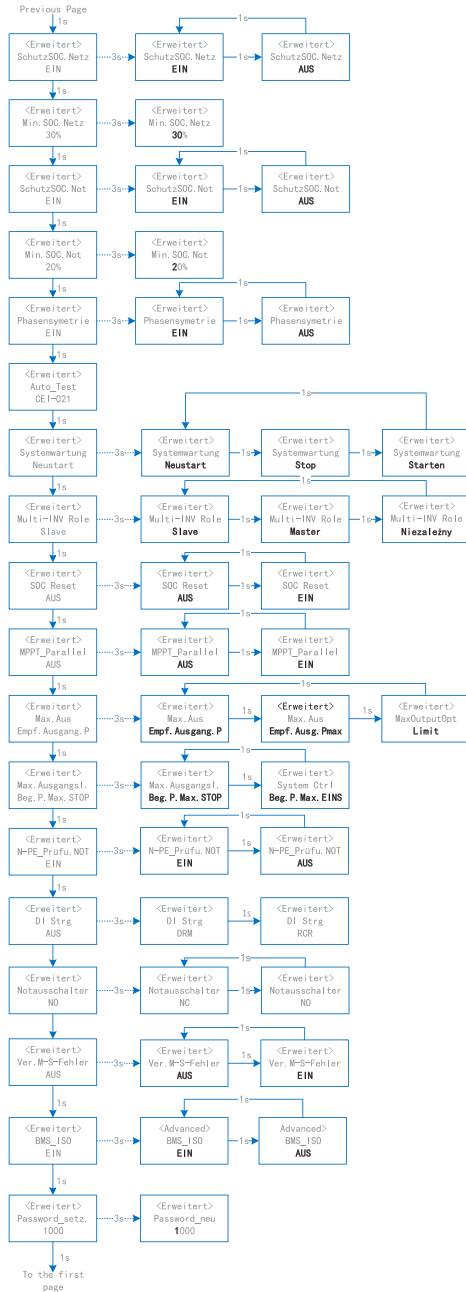 Previous Page
1s
1s
<Erweitert>
SchutzSOC.Netz
EIN
3s
<Erweitert>
SchutzSOC.Netz
EIN
1s
<Erweitert>
SchutzSOC.Netz
AUS
1s
<Erweitert>
Min.SOC.Netz
30%
3s
<Erweitert>
Min.SOC.Netz
30%
1s
1s
<Erweitert>
SchutzSOC.Not
EIN
3s
<Erweitert>
SchutzSOC.Not
EIN
1s
<Erweitert>
SchutzSOC.Not
AUS
1s
<Erweitert>
Min.SOC.Not
20%
3s
<Erweitert>
Min.SOC.Not
20%
1s
1s
<Erweitert>
Phasensymetrie
EIN
3s
<Erweitert>
Phasensymetrie
EIN
1s
<Erweitert>
Phasensymetrie
AUS
1s
<Erweitert>
Auto_Test
CEI-021
1s
1s
<Erweitert>
Systemwartung
Neustart
3s
<Erweitert>
Systemwartung
Neustart
1s
<Erweitert>
Systemwartung
Stop
1s
<Erweitert>
Systemwartung
Starten
1s
1s
<Erweitert>
Multi-INV Role
Slave
3s
<Erweitert>
Multi-INV Role
Slave
1s
<Erweitert>
Multi-INV Role
Master
1s
<Erweitert>
Multi-INV Role
Niezależny
1s
1s
<Erweitert>
SOC Reset
AUS
3s
<Erweitert>
SOC Reset
AUS
1s
<Erweitert>
SOC Reset
EIN
1s
1s
<Erweitert>
MPPT_Parallel
AUS
3s
<Erweitert>
MPPT_Parallel
AUS
1s
<Erweitert>
MPPT_Parallel
EIN
1s
1s
<Erweitert>
Max.Aus
Empf.Ausgang.P
3s
<Erweitert>
Max.Aus
Empf.Ausgang.P
1s
<Erweitert>
Max.Aus
Empf.Ausg.Pmax
1s
<Erweitert>
MaxOutputOpt
Limit
1s
1s
<Erweitert>
Max.Ausgangsl.
Beg.P.Max.STOP
3s
<Erweitert>
Max.Ausgangsl.
Beg.P.Max.STOP
1s
<Erweitert>
System Ctrl
Beg.P.Max.EINS
1s
1s
<Erweitert>
N-PE_Prüfu.NOT
EIN
3s
<Erweitert>
N-PE_Prüfu.NOT
EIN
1s
<Erweitert>
N-PE_Prüfu.NOT
AUS
1s
<Erweitert>
DI Strg
AUS
3s
<Erweitert>
DI Strg
DRM
1s
<Erweitert>
DI Strg
RCR
1s
1s
<Erweitert>
Notausschalter
NO
3s
<Erweitert>
Notausschalter
NC
1s
<Erweitert>
Notausschalter
NO
1s
1s
<Erweitert>
Ver.M-S-Fehler
AUS
3s
<Erweitert>
Ver.M-S-Fehler
AUS
1s
<Erweitert>
Ver.M-S-Fehler
EIN
1s
1s
<Erweitert>
BMS_ISO
EIN
3s
<Advanced>
BMS_ISO
EIN
1s
Advanced>
BMS_ISO
AUS
1s
<Erweitert>
Password_setz.
1000
3s
<Erweitert>
Password_neu
1000
1s
To the first
page